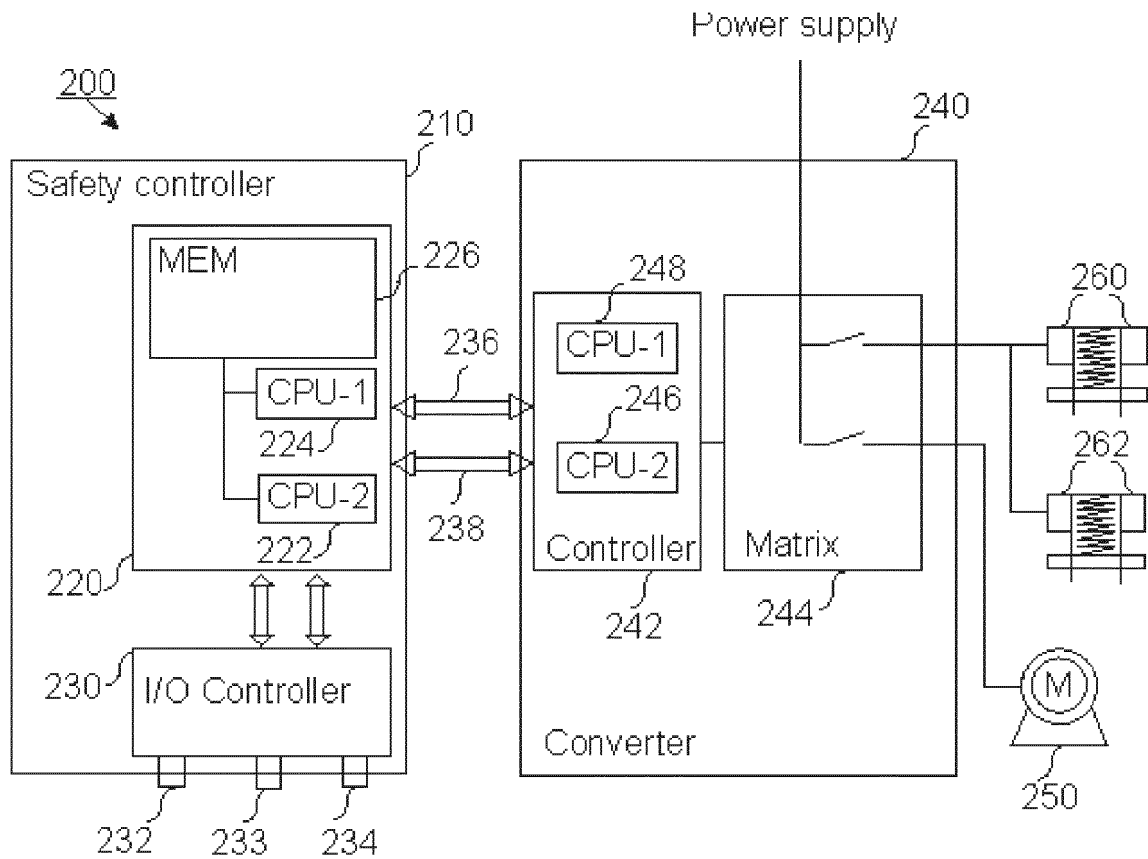 Power supply
200
210
240
Safety controller
MEM
226
248
260
CPU-1
236
CPU-1
246
224
CPU-2
262
CPU-2
238
222
Controller
Matrix
220
242
244
230
I/O Controller
M
Converter
250
232
233
234